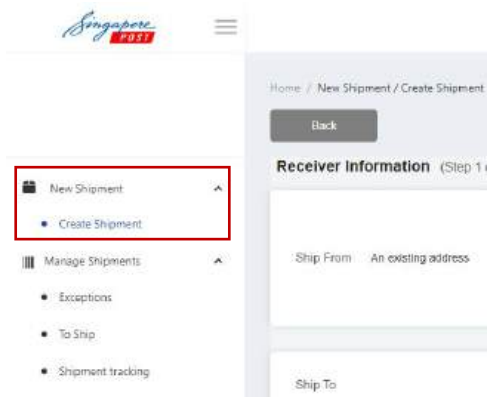 Singapore
POST
Home / New Shipment / Create Shipment
Back
Receiver Information (Step 1
New Shipment
Create Shipment
Ship From An existing address
Manage Shipments
Exceptions
To Ship
Shipment tracking
Ship To